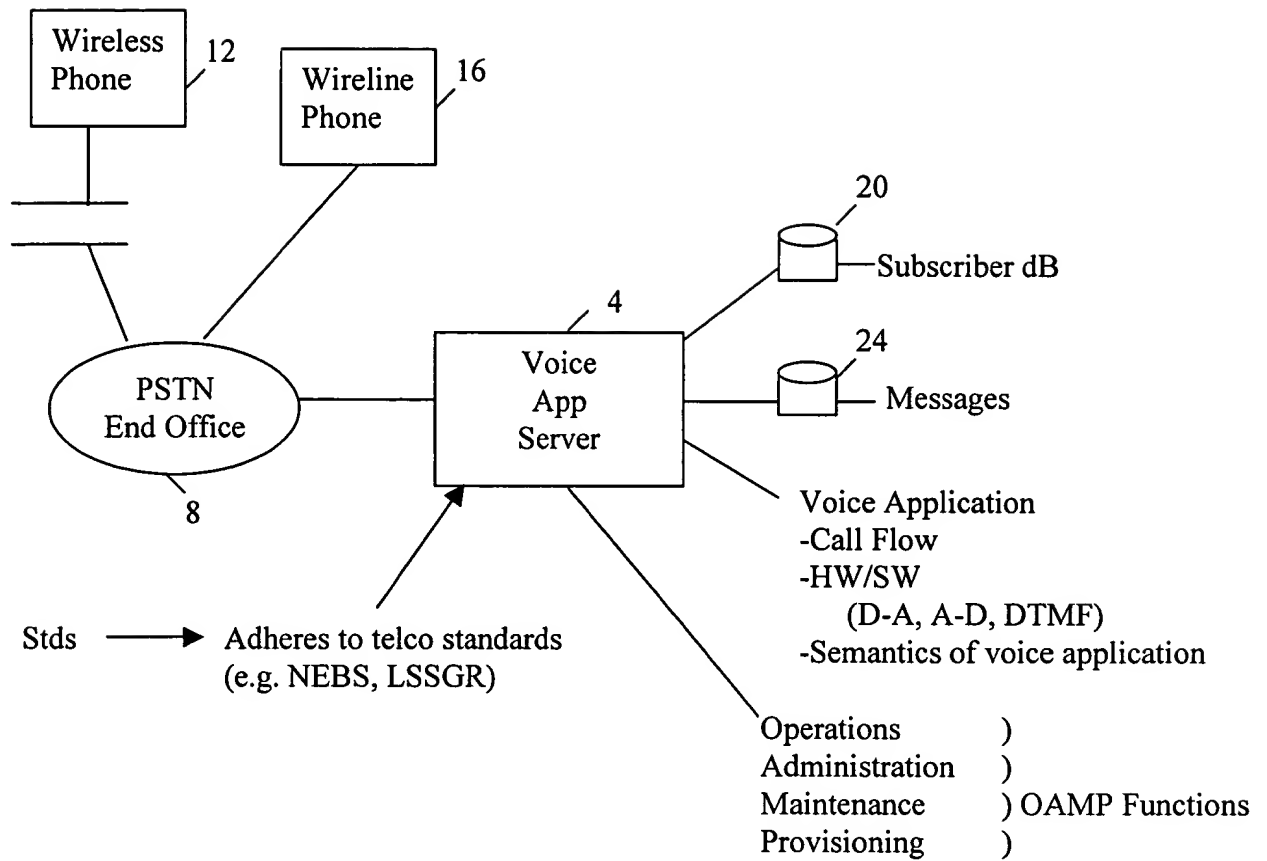 Wireless
Phone
12
Wireline
Phone
16
20
Subscriber dB
4
Voice
App
Server
24
Messages
PSTN
End Office
8
Voice Application
-Call Flow
-HW/SW
(D-A, A-D, DTMF)
-Semantics of voice application
Stds
Adheres to telco standards
(e.g. NEBS, LSSGR)
Operations )
Administration )
Maintenance ) OAMP Functions
Provisioning )